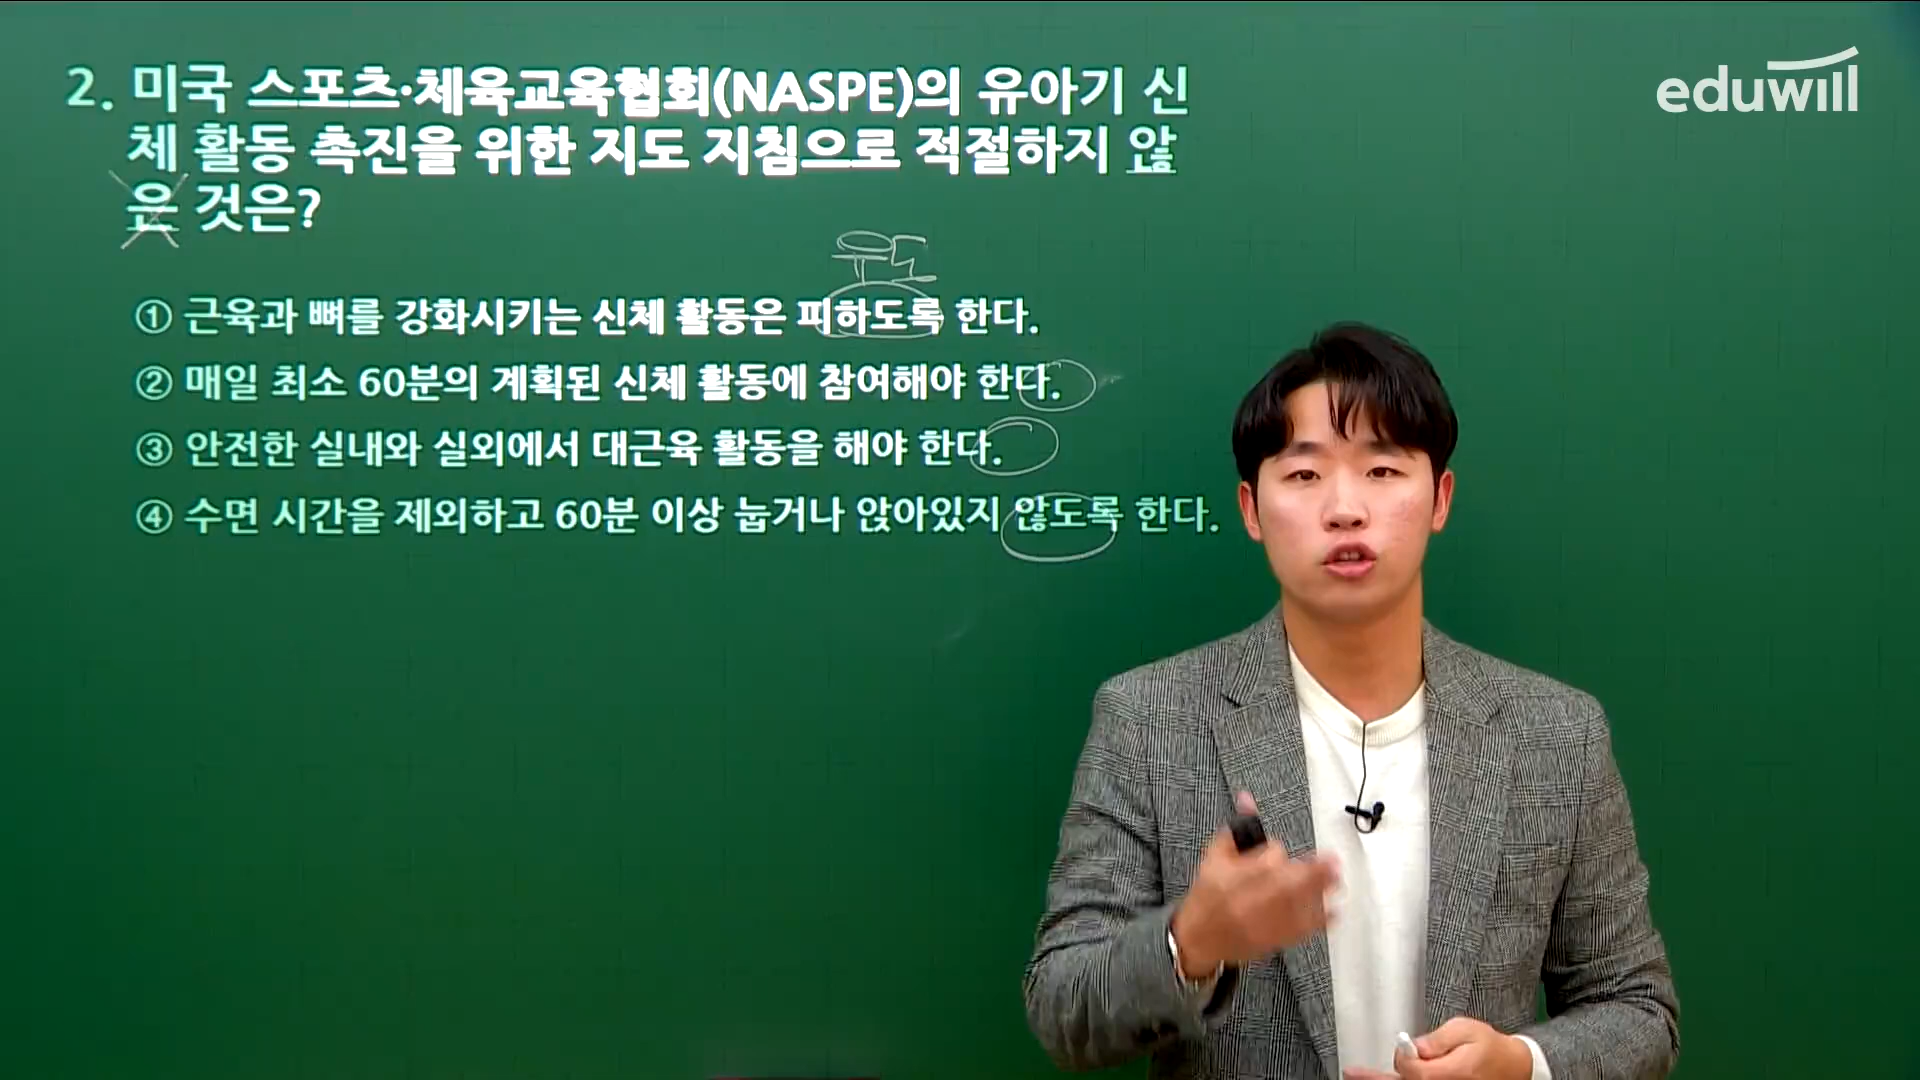 eduwill
2. 미국 스포츠·체육교육협회(NASPE)의 유아기 신
체 활동 촉진을 위한 지도 지침으로 적절하지 않
은 것은?
유도
① 근육과 뼈를 강화시키는 신체 활동은 피하도록 한다.
② 매일 최소 60분의 계획된 신체 활동에 참여해야 한다.
③ 안전한 실내와 실외에서 대근육 활동을 해야 한다.
④ 수면 시간을 제외하고 60분 이상 눕거나 앉아있지 않도록 한다.